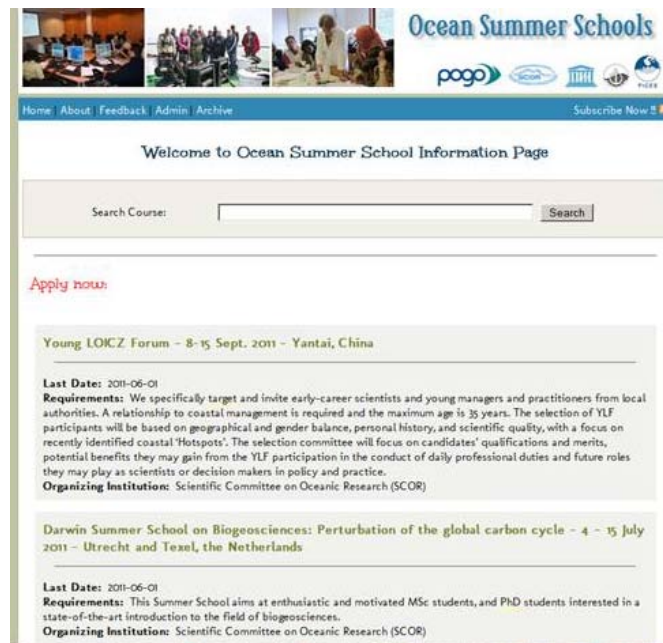 Ocean Summer Schools
pogo
SCOR
PICES
Home About Feedback Admin Archive
Subscribe Now !!
Welcome to Ocean Summer School Information Page
Search Course:
Search
Apply now:
Young LOICZ Forum - 8-15 Sept. 2011 - Yantai, China
Last Date: 2011-06-01
Requirements: We specifically target and invite early-career scientists and young managers and practitioners from local
authorities. A relationship to coastal management is required and the maximum age is 35 years. The selection of YLF
participants will be based on geographical and gender balance, personal history, and scientific quality, with a focus on
recently identified coastal 'Hotspots'. The selection committee will focus on candidates' qualifications and merits,
potential benefits they may gain from the YLF participation in the conduct of daily professional duties and future roles
they may play as scientists or decision makers in policy and practice.
Organizing Institution: Scientific Committee on Oceanic Research (SCOR)
Darwin Summer School on Biogeosciences: Perturbation of the global carbon cycle - 4 - 15 July
2011 - Utrecht and Texel, the Netherlands
Last Date: 2011-06-01
Requirements: This Summer School aims at enthusiastic and motivated MSc students, and PhD students interested in a
state-of-the-art introduction to the field of biogeosciences.
Organizing Institution: Scientific Committee on Oceanic Research (SCOR)